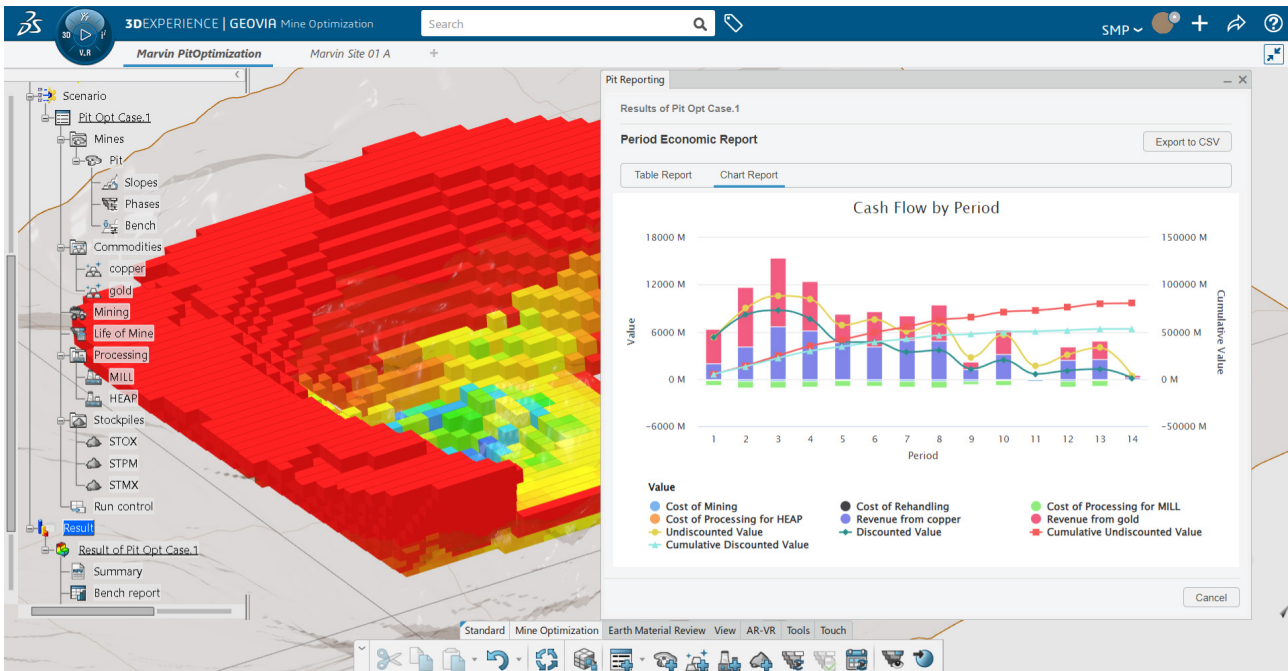 3DEXPERIENCE | GEOVIA Mine Optimization
Search
SMP
3D
V.R
Marvin PitOptimization
Marvin Site 01 A
Scenario
Pit Opt Case.1
Mines
Pit
Slopes
Phases
Bench
Commodities
copper
gold
Mining
Life of Mine
Processing
MILL
HEAP
Stockpiles
STOX
STPM
STMX
Run control
Result
Result of Pit Opt Case.1
Summary
Bench report
Pit Reporting
Results of Pit Opt Case.1
Period Economic Report
Export to CSV
Table Report
Chart Report
Cash Flow by Period
18000 M
12000 M
6000 M
0 M
−6000 M
Value
150000 M
100000 M
50000 M
0 M
−50000 M
Cumulative Value
1 2 3 4 5 6 7 8 9 10 11 12 13 14
Period
Value
Cost of Mining Cost of Rehandling Cost of Processing for MILL
Cost of Processing for HEAP Revenue from copper Revenue from gold
Undiscounted Value Discounted Value Cumulative Undiscounted Value
Cumulative Discounted Value
Cancel
Standard Mine Optimization Earth Material Review View AR-VR Tools Touch